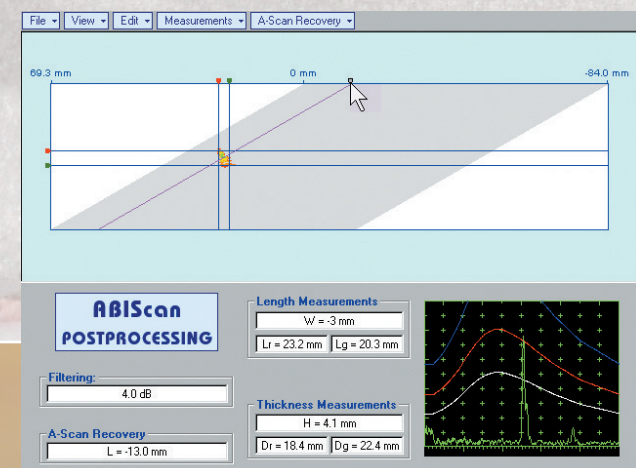 File View Edit Measurements A-Scan Recovery
69.3 mm 0 mm -84.0 mm
ABIScan
POSTPROCESSING
Length Measurements
W = -3 mm
Lr = 23.2 mm Lg = 20.3 mm
Filtering:
4.0 dB
Thickness Measurements
H = 4.1 mm
Dr = 18.4 mm Dg = 22.4 mm
A-Scan Recovery
L = -13.0 mm